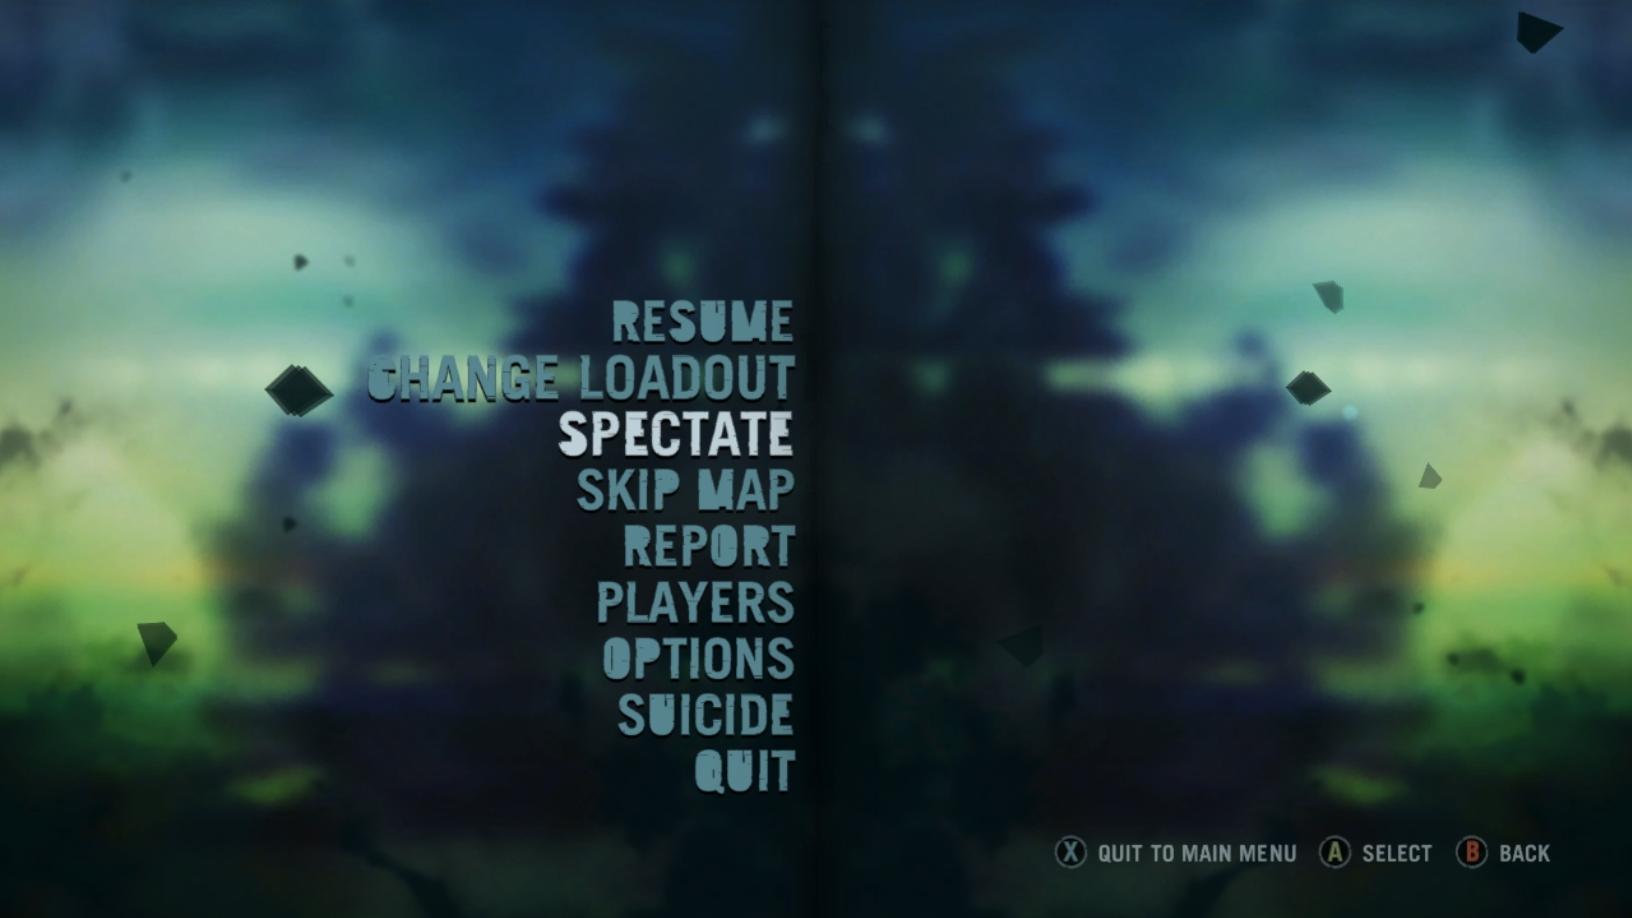 RESUME
CHANGE LOADOUT
SPECTATE
SKIP MAP
REPORT
PLAYERS
OPTIONS
SUICIDE
QUIT
X QUIT TO MAIN MENU A SELECT B BACK